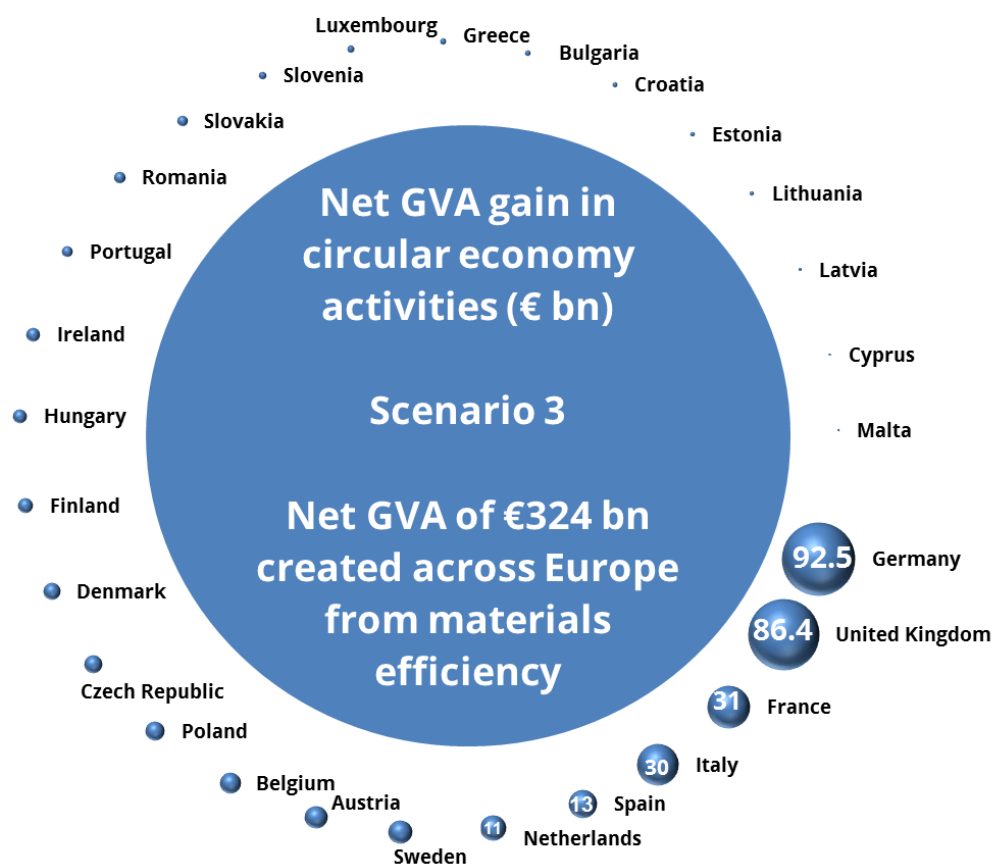 Luxembourg
Greece
Bulgaria
Slovenia
Croatia
Slovakia
Estonia
Romania
Lithuania
Portugal
Latvia
Ireland
Cyprus
Hungary
Malta
Net GVA gain in
circular economy
activities (€ bn)
Scenario 3
Net GVA of €324 bn
created across Europe
from materials
efficiency
Finland
92.5 Germany
Denmark
86.4 United Kingdom
Czech Republic
31 France
Poland
30 Italy
Belgium
13 Spain
Austria
11 Netherlands
Sweden